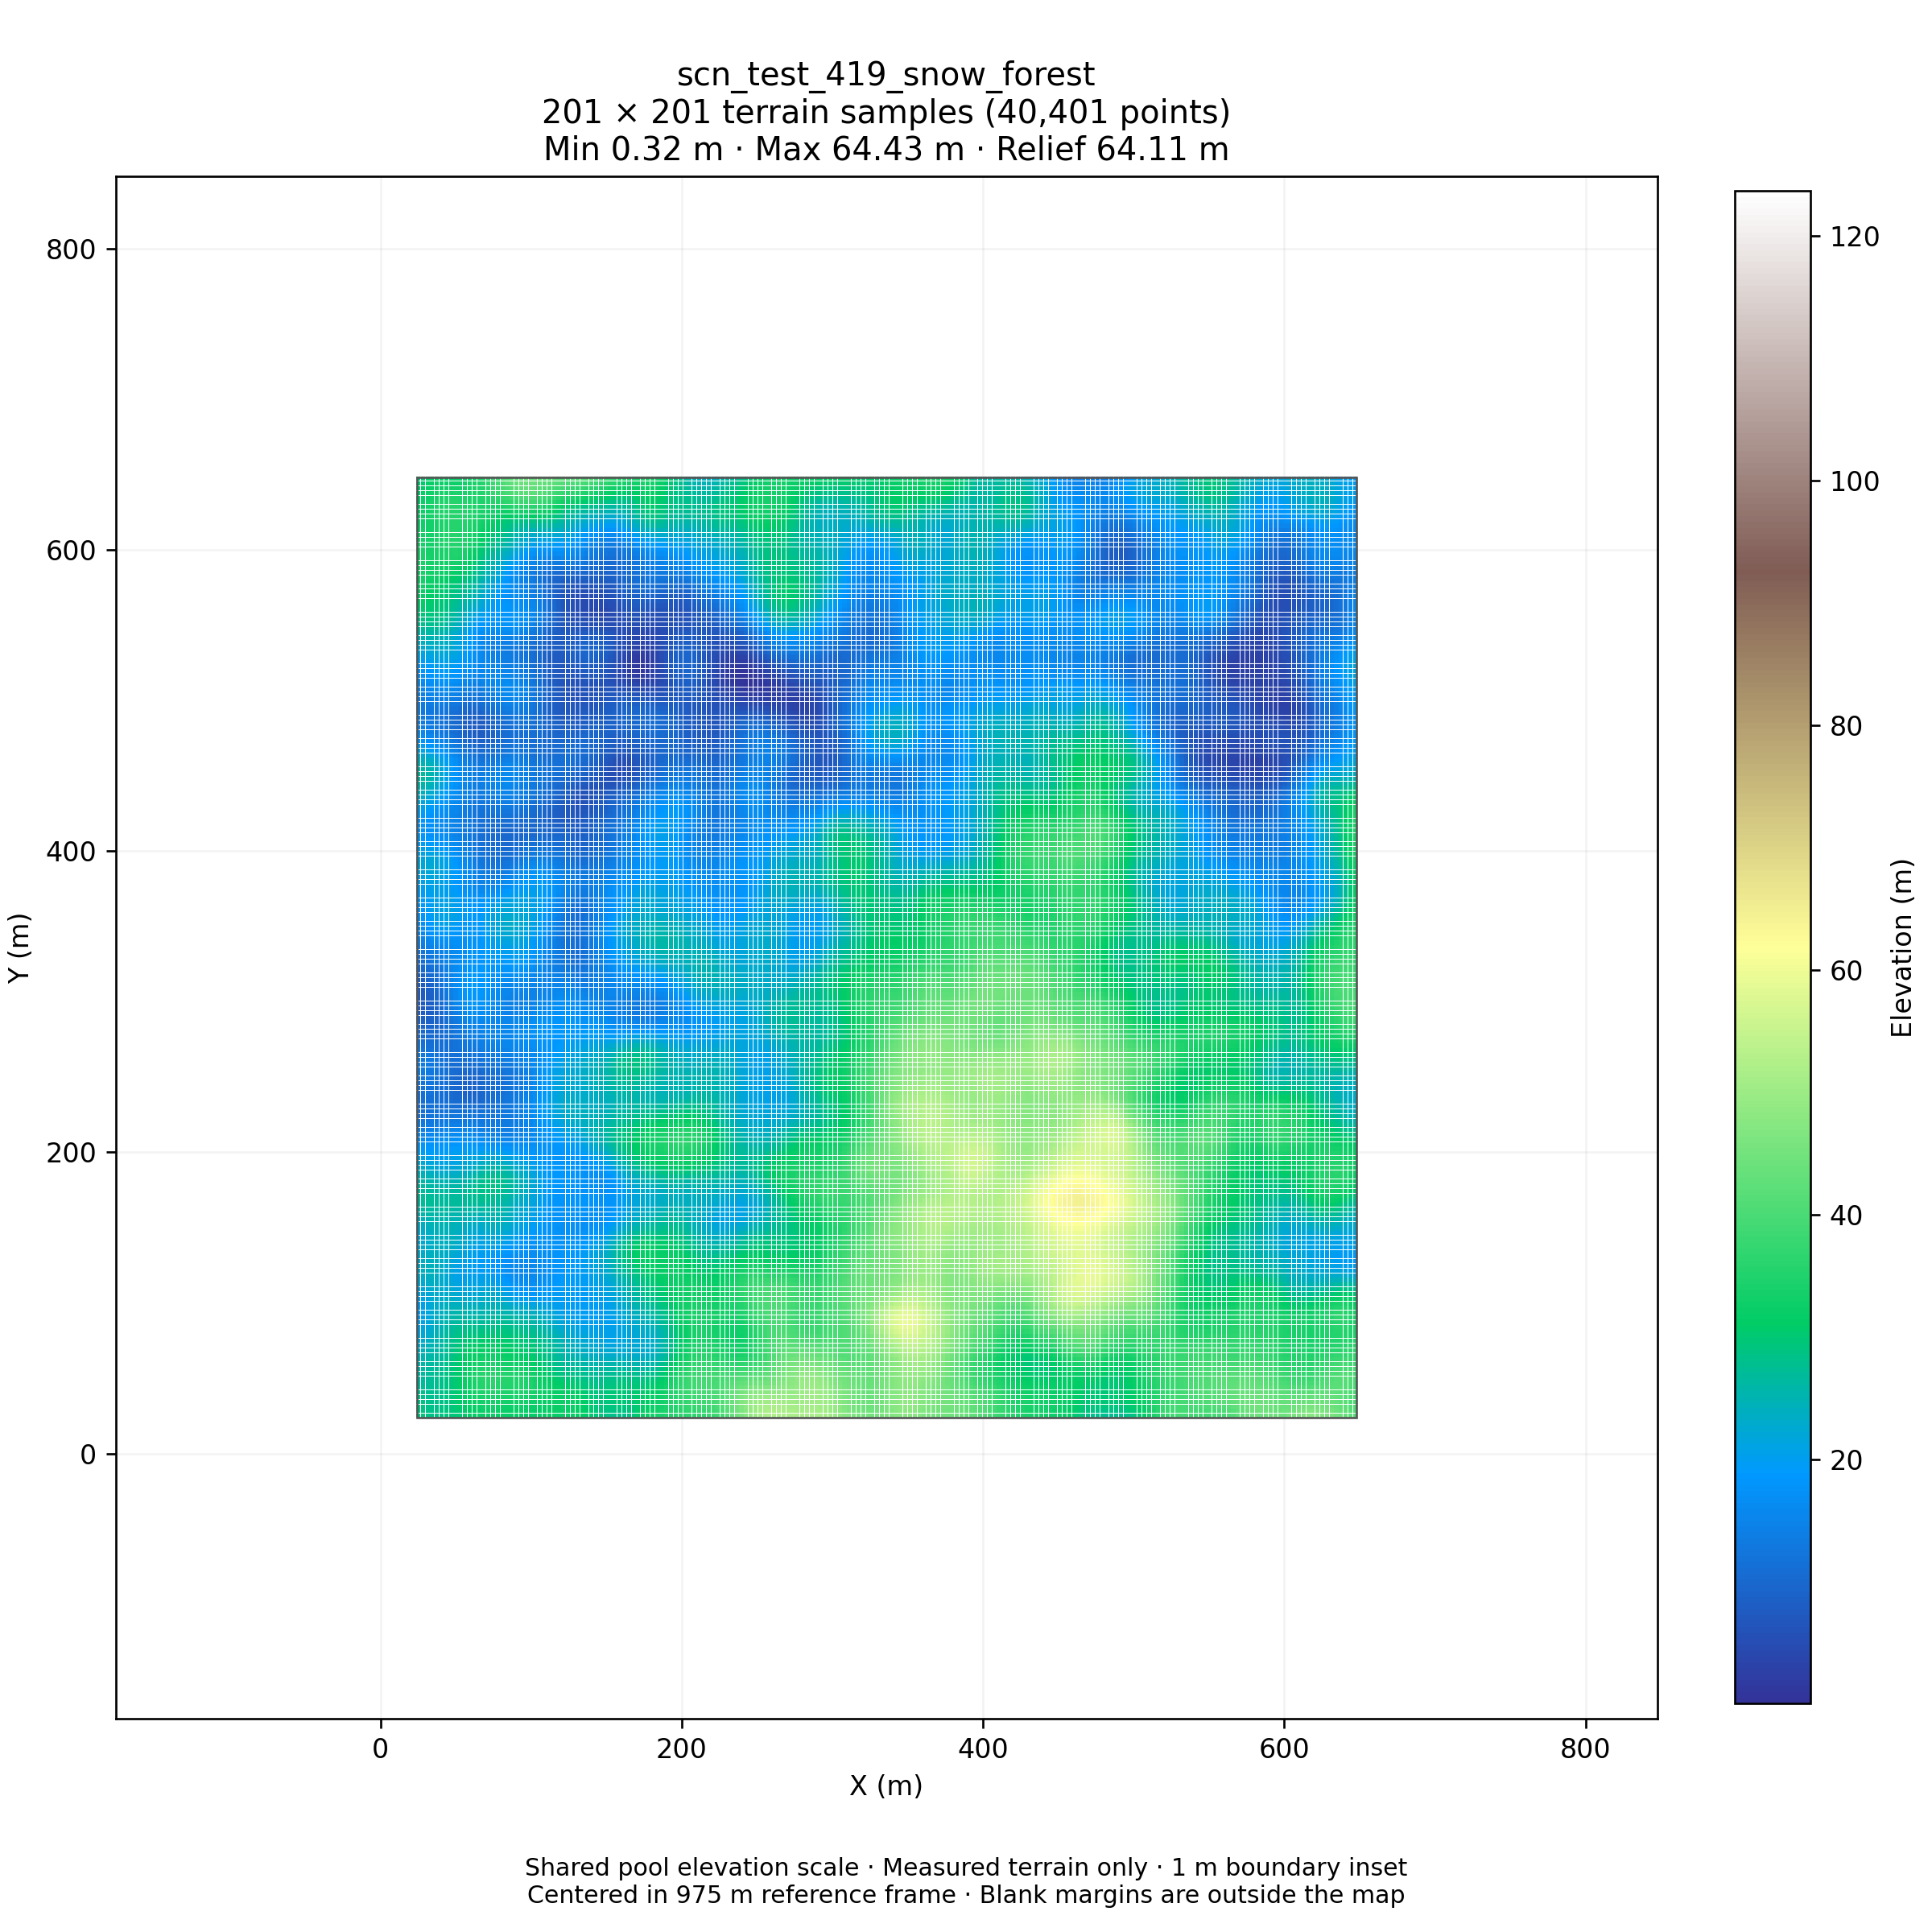 scn_test_419_snow_forest
201 × 201 terrain samples (40,401 points)
Min 0.32 m · Max 64.43 m · Relief 64.11 m
800
600
400
200
0
Y (m)
0
200
400
600
800
X (m)
120
100
80
60
40
20
Elevation (m)
Shared pool elevation scale · Measured terrain only · 1 m boundary inset
Centered in 975 m reference frame · Blank margins are outside the map